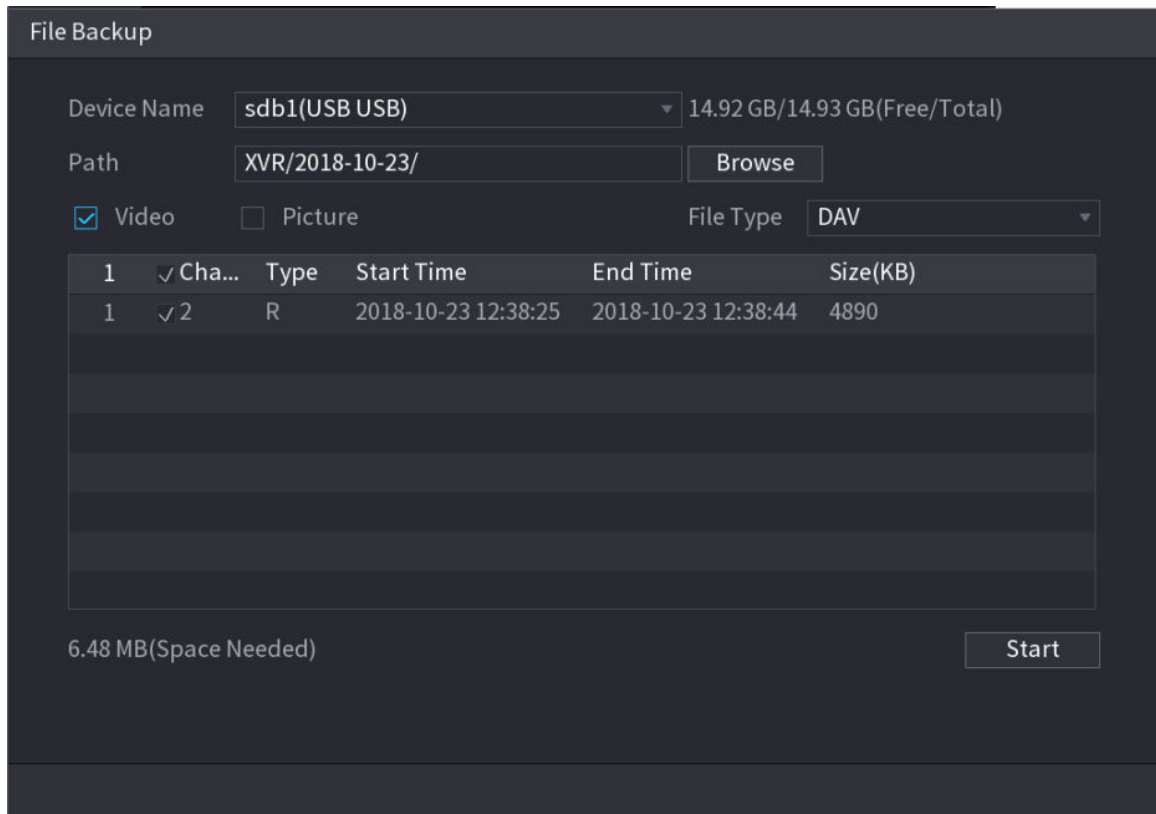 File Backup
Device Name sdb1(USB USB) 14.92 GB/14.93 GB(Free/Total)
Path XVR/2018-10-23/ Browse
Video Picture File Type DAV
1 Cha... Type Start Time End Time Size(KB)
1 2 R 2018-10-23 12:38:25 2018-10-23 12:38:44 4890
6.48 MB(Space Needed) Start